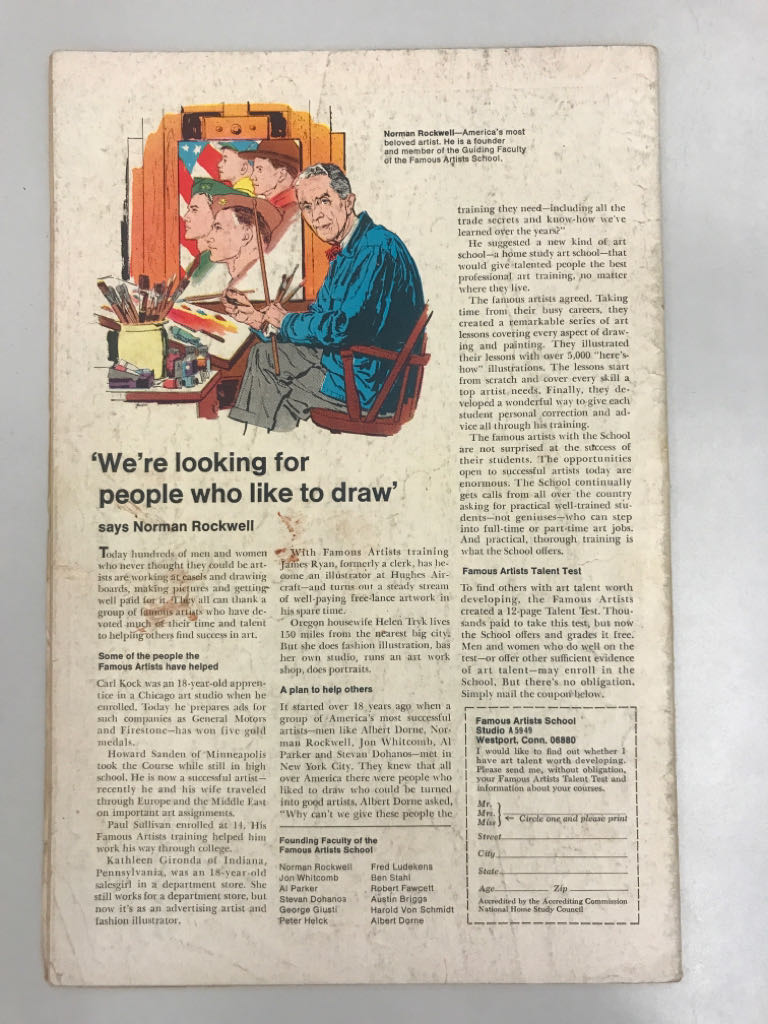 Norman Rockwell—America's most
beloved artist. He is a founder
and member of the Guiding Faculty
of the Famous Artists School.
'We're looking for
people who like to draw'
says Norman Rockwell
Today hundreds of men and women
who never thought they could be art-
ists are working at easels and drawing
boards, making pictures and getting
well paid for it. They all can thank a
group of famous artists who have de-
voted much of their time and talent
to helping others find success in art.
Some of the people the
Famous Artists have helped
Carl Kock was an 18-year-old appren-
tice in a Chicago art studio when he
enrolled. Today he prepares ads for
such companies as General Motors
and Firestone—has won five gold
medals.
Howard Sanden of Minneapolis
took the Course while still in high
school. He is now a successful artist—
recently he and his wife traveled
through Europe and the Middle East
on important art assignments.
Paul Sullivan enrolled at 14. His
Famous Artists training helped him
work his way through college.
Kathleen Gironda of Indiana,
Pennsylvania, was an 18-year-old
salesgirl in a department store. She
still works for a department store, but
now it's as an advertising artist and
fashion illustrator.
With Famous Artists training
James Ryan, formerly a clerk, has be-
come an illustrator at Hughes Air-
craft—and turns out a steady stream
of well-paying free-lance artwork in
his spare time.
Oregon housewife Helen Tryk lives
150 miles from the nearest big city.
But she does fashion illustration, has
her own studio, runs an art work
shop, does portraits.
A plan to help others
It started over 18 years ago when a
group of America's most successful
artists—men like Albert Dorne, Nor-
man Rockwell, Jon Whitcomb, Al
Parker and Stevan Dohanos—met in
New York City. They knew that all
over America there were people who
liked to draw who could be turned
into good artists. Albert Dorne asked,
"Why can't we give these people the
Founding Faculty of the
Famous Artists School
Norman Rockwell
Jon Whitcomb
Al Parker
Stevan Dohanos
George Giusti
Peter Helck
Fred Ludekens
Ben Stahl
Robert Fawcett
Austin Briggs
Harold Von Schmidt
Albert Dorne
training they need—including all the
trade secrets and know-how we've
learned over the years?"
He suggested a new kind of art
school—a home study art school—that
would give talented people the best
professional art training, no matter
where they live.
The famous artists agreed. Taking
time from their busy careers, they
created a remarkable series of art
lessons covering every aspect of draw-
ing and painting. They illustrated
their lessons with over 5,000 "here's-
how" illustrations. The lessons start
from scratch and cover every skill a
top artist needs. Finally, they de-
veloped a wonderful way to give each
student personal correction and ad-
vice all through his training.
The famous artists with the School
are not surprised at the success of
their students. The opportunities
open to successful artists today are
enormous. The School continually
gets calls from all over the country
asking for practical well-trained stu-
dents—not geniuses—who can step
into full-time or part-time art jobs.
And practical, thorough training is
what the School offers.
Famous Artists Talent Test
To find others with art talent worth
developing, the Famous Artists
created a 12-page Talent Test. Thou-
sands paid to take this test, but now
the School offers and grades it free.
Men and women who do well on the
test—or offer other sufficient evidence
of art talent—may enroll in the
School. But there's no obligation.
Simply mail the coupon below.
Famous Artists School
Studio A 5949
Westport, Conn. 06880
I would like to find out whether I
have art talent worth developing.
Please send me, without obligation,
your Famous Artists Talent Test and
information about your courses.
Mr.
Mrs.
Miss
← Circle one and please print
Street
City
State
Age Zip
Accredited by the Accrediting Commission
National Home Study Council